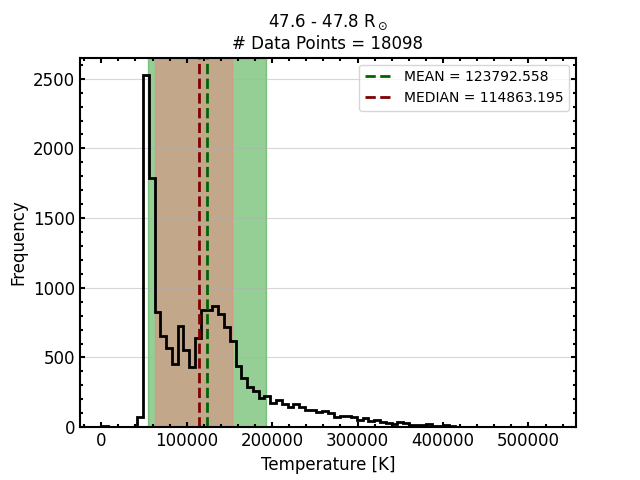 47.6 - 47.8 R⊙
# Data Points = 18098
MEAN = 123792.558
MEDIAN = 114863.195
Frequency
2500
2000
1500
1000
500
0
0 100000 200000 300000 400000 500000
Temperature [K]